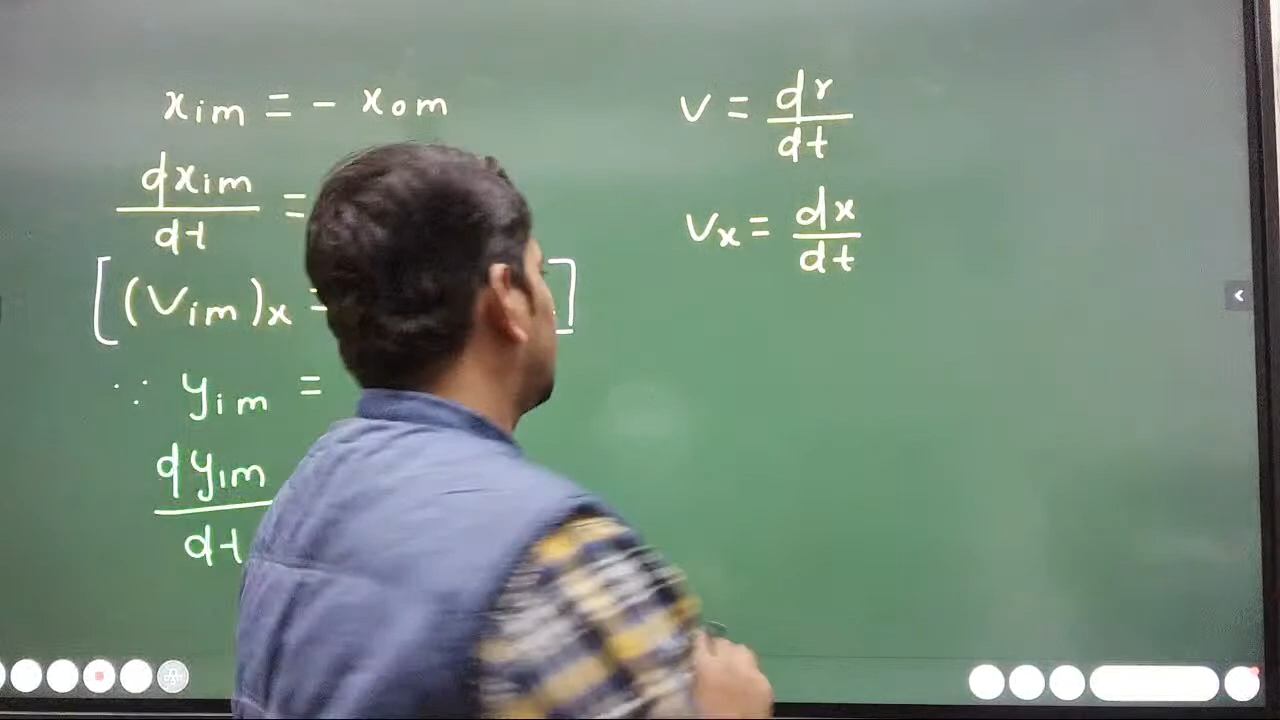 xim = - xom
dxim/dt =
[(Vim)x = ]
∵ yim =
dyim/dt
v = dr/dt
Vx = dx/dt